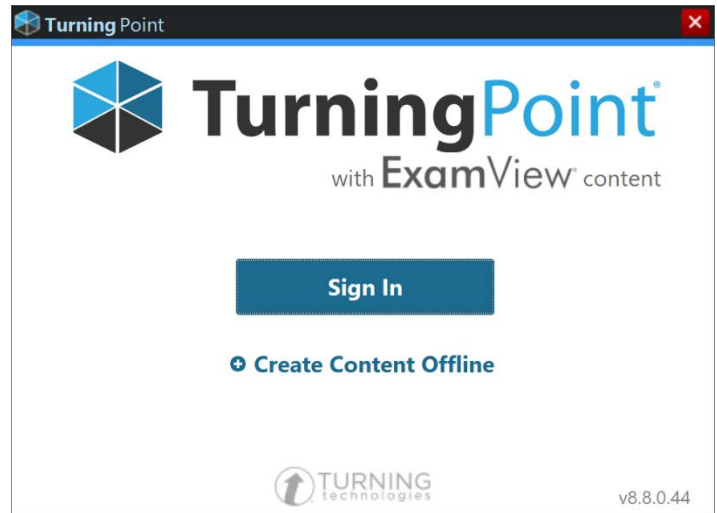 Turning Point
TurningPoint®
with ExamView® content
Sign In
Create Content Offline
TURNING
technologies
v8.8.0.44